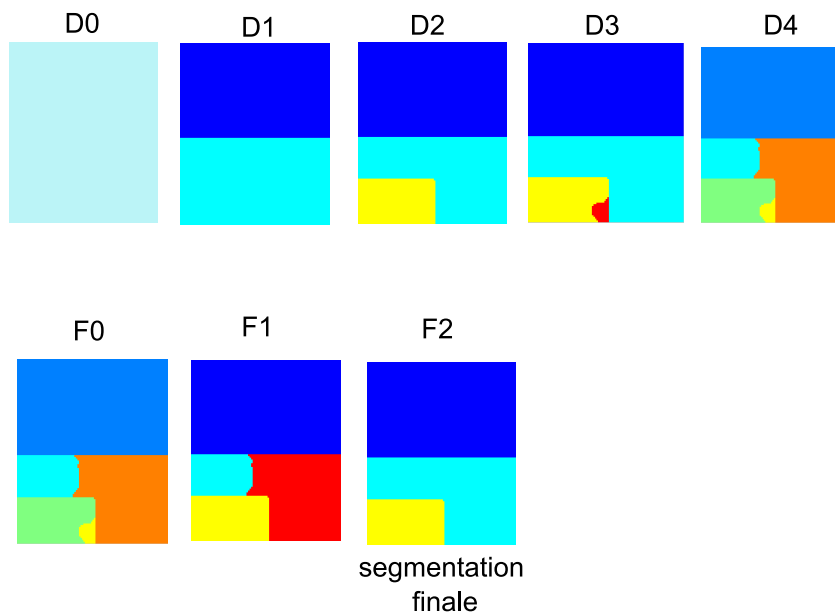 D0
D1
D2
D3
D4
F0
F1
F2
segmentation
finale